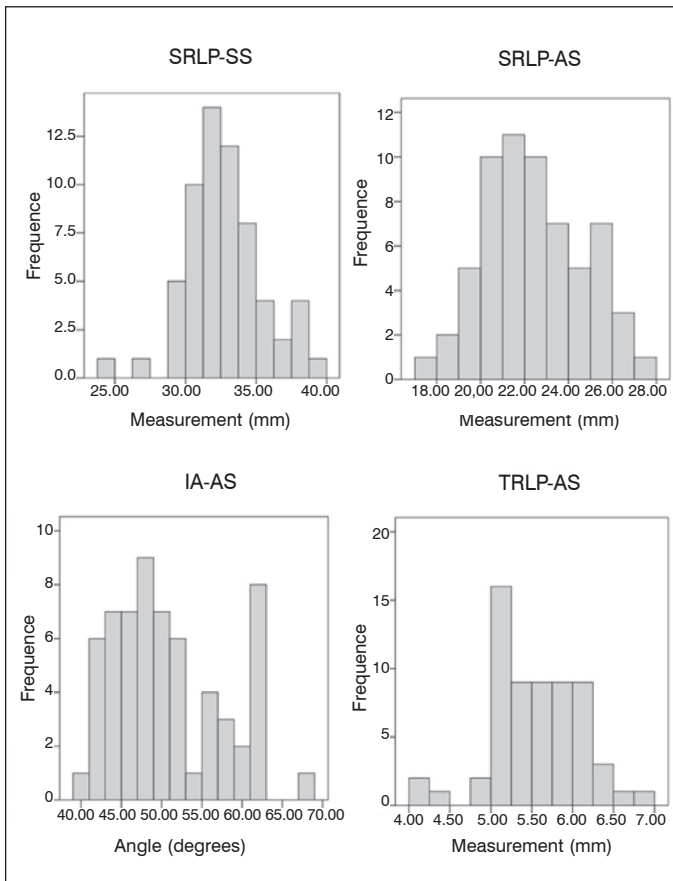 SRLP-SS
12.5
10.0
7.5
5.0
2.5
0.0
Frequence
25.00 30.00 35.00 40.00
Measurement (mm)
SRLP-AS
12
10
8
6
4
2
0
Frequence
18.00 20,00 22.00 24.00 26.00 28.00
Measurement (mm)
IA-AS
10
8
6
4
2
0
Frequence
40.00 45.00 50.00 55.00 60.00 65.00 70.00
Angle (degrees)
TRLP-AS
20
15
10
5
0
Frequence
4.00 4.50 5.00 5.50 6.00 6.50 7.00
Measurement (mm)